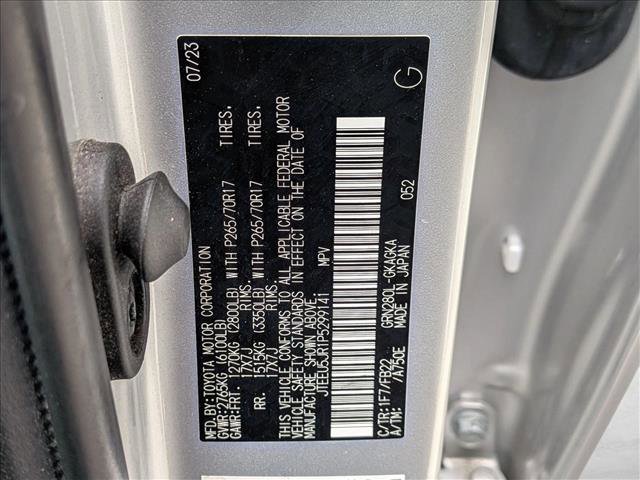 MFD.BY:TOYOTA MOTOR CORPORATION 07/23
GVWR:2765KG (6100LB)
GAWR:FRT. 1270KG (2800LB) WITH P265/70R17 TIRES,
17X7J RIMS,
RR. 1515KG (3350LB) WITH P265/70R17 TIRES,
17X7J RIMS.
THIS VEHICLE CONFORMS TO ALL APPLICABLE FEDERAL MOTOR
VEHICLE SAFETY STANDARDS IN EFFECT ON THE DATE OF
MANUFACTURE SHOWN ABOVE.
JTEEU5JR1P5299141 MPV
C/TR:1F7/FB22 GRN280L-GKAGKA 052 G
A/TM: /A750E MADE IN JAPAN